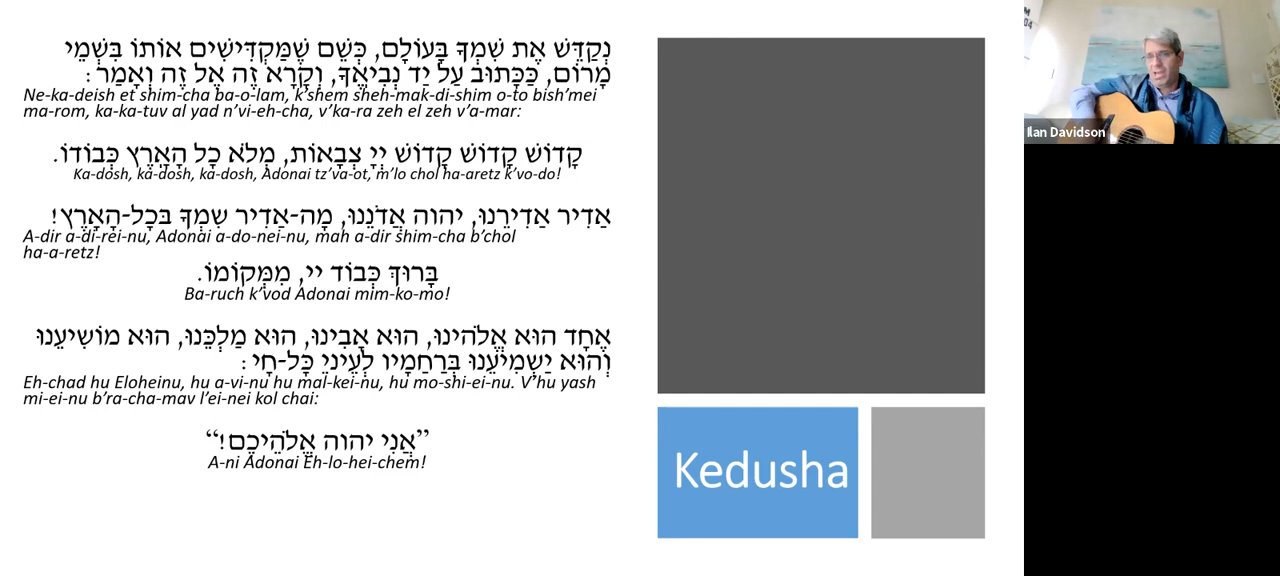 נְקַדֵּשׁ אֶת שִׁמְךָ בָּעוֹלָם, כְּשֵׁם שֶׁמַּקְדִּישִׁים אוֹתוֹ בִּשְׁמֵי
מָרוֹם, כַּכָּתוּב עַל יַד נְבִיאֶךָ, וְקָרָא זֶה אֶל זֶה וְאָמַר:
Ne-ka-deish et shim-cha ba-o-lam, k’shem sheh-mak-di-shim o-to bish’mei
ma-rom, ka-ka-tuv al yad n’vi-eh-cha, v’ka-ra zeh el zeh v’a-mar:
קָדוֹשׁ קָדוֹשׁ קָדוֹשׁ יְיָ צְבָאוֹת, מְלֹא כָל הָאָרֶץ כְּבוֹדוֹ.
Ka-dosh, ka-dosh, ka-dosh, Adonai tz’va-ot, m’lo chol ha-aretz k’vo-do!
אַדִּיר אַדִּירֵנוּ, יהוה אֲדֹנֵנוּ, מָה-אַדִּיר שִׁמְךָ בְּכָל-הָאָרֶץ!
A-dir a-di-rei-nu, Adonai a-do-nei-nu, mah a-dir shim-cha b’chol
ha-a-retz!
בָּרוּךְ כְּבוֹד יי, מִמְּקוֹמוֹ.
Ba-ruch k’vod Adonai mim-ko-mo!
אֶחָד הוּא אֱלֹהֵינוּ, הוּא אָבִינוּ, הוּא מַלְכֵּנוּ, הוּא מוֹשִׁיעֵנוּ
וְהוּא יַשְׁמִיעֵנוּ בְּרַחֲמָיו לְעֵינֵי כָּל-חָי:
Eh-chad hu Eloheinu, hu a-vi-nu hu mal-kei-nu, hu mo-shi-ei-nu. V’hu yash
mi-ei-nu b’ra-cha-mav l’ei-nei kol chai:
”אֲנִי יהוה אֱלֹהֵיכֶם!“
A-ni Adonai Eh-lo-hei-chem!
Kedusha
Ilan Davidson